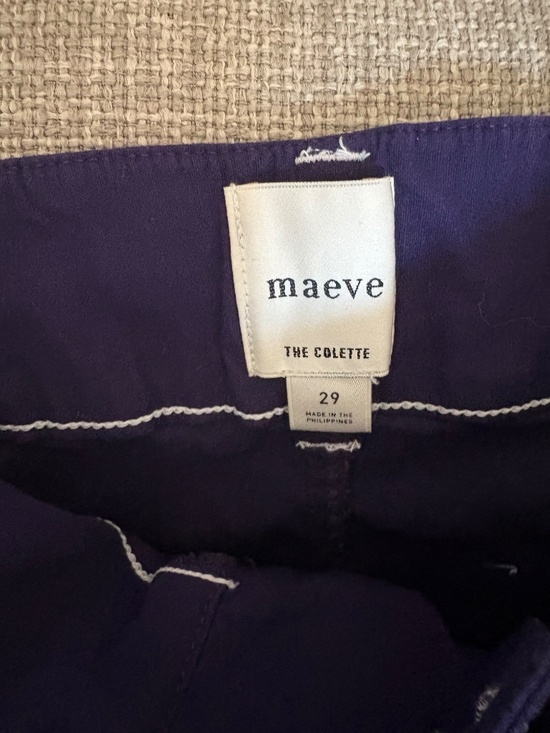 maeve
THE COLETTE
29
MADE IN THE
PHILIPPINES